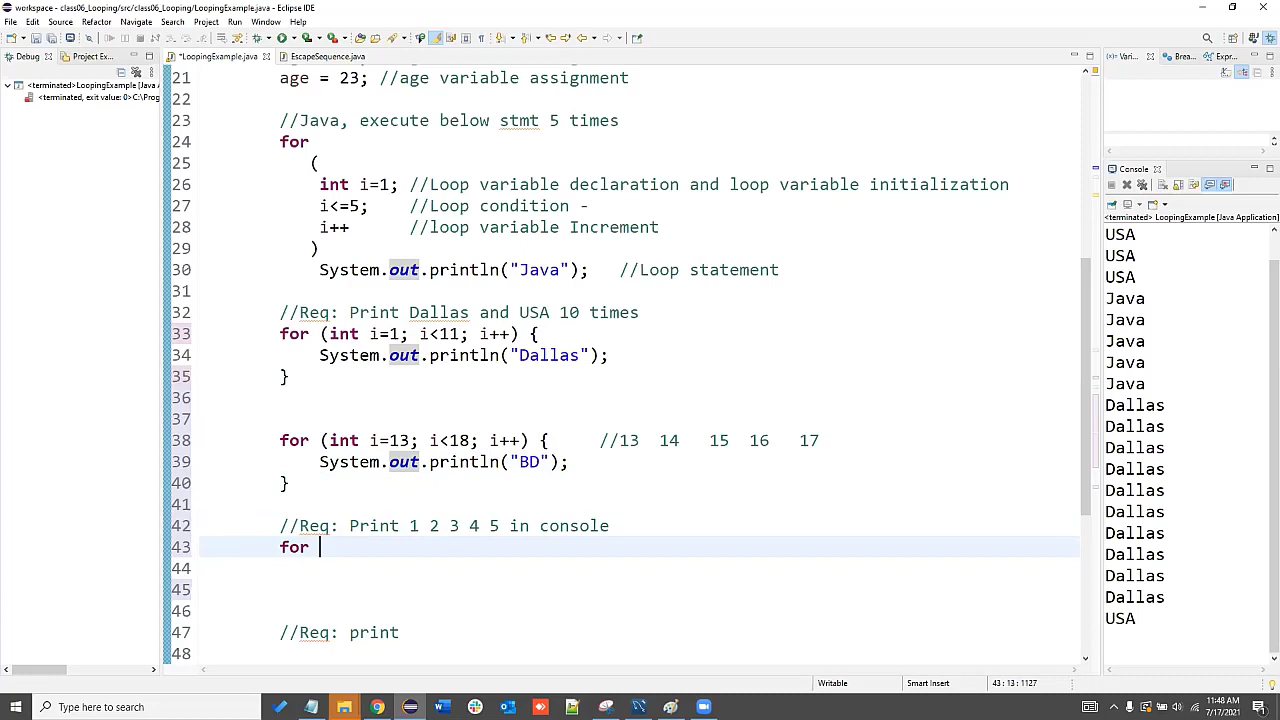 workspace - class06_Looping/src/class06_Looping/LoopingExample.java - Eclipse IDE
File Edit Source Refactor Navigate Search Project Run Window Help
Debug Project Ex...
*LoopingExample.java EscapeSequence.java
Vari... Brea... Expr...
<terminated>LoopingExample [Java A
<terminated, exit value: 0>C:\Prog
21 age = 23; //age variable assignment
22
23 //Java, execute below stmt 5 times
24 for
25 (
26 int i=1; //Loop variable declaration and loop variable initialization
27 i<=5; //Loop condition -
28 i++ //loop variable Increment
29 )
30 System.out.println("Java"); //Loop statement
31
32 //Req: Print Dallas and USA 10 times
33 for (int i=1; i<11; i++) {
34 System.out.println("Dallas");
35 }
36
37
38 for (int i=13; i<18; i++) { //13 14 15 16 17
39 System.out.println("BD");
40 }
41
42 //Req: Print 1 2 3 4 5 in console
43 for
44
45
46
47 //Req: print
48
Console
<terminated> LoopingExample [Java Application]
USA
USA
USA
Java
Java
Java
Java
Java
Dallas
Dallas
Dallas
Dallas
Dallas
Dallas
Dallas
Dallas
Dallas
Dallas
USA
Writable Smart Insert 43 : 13 : 1127
Type here to search
11:48 AM
7/17/2021